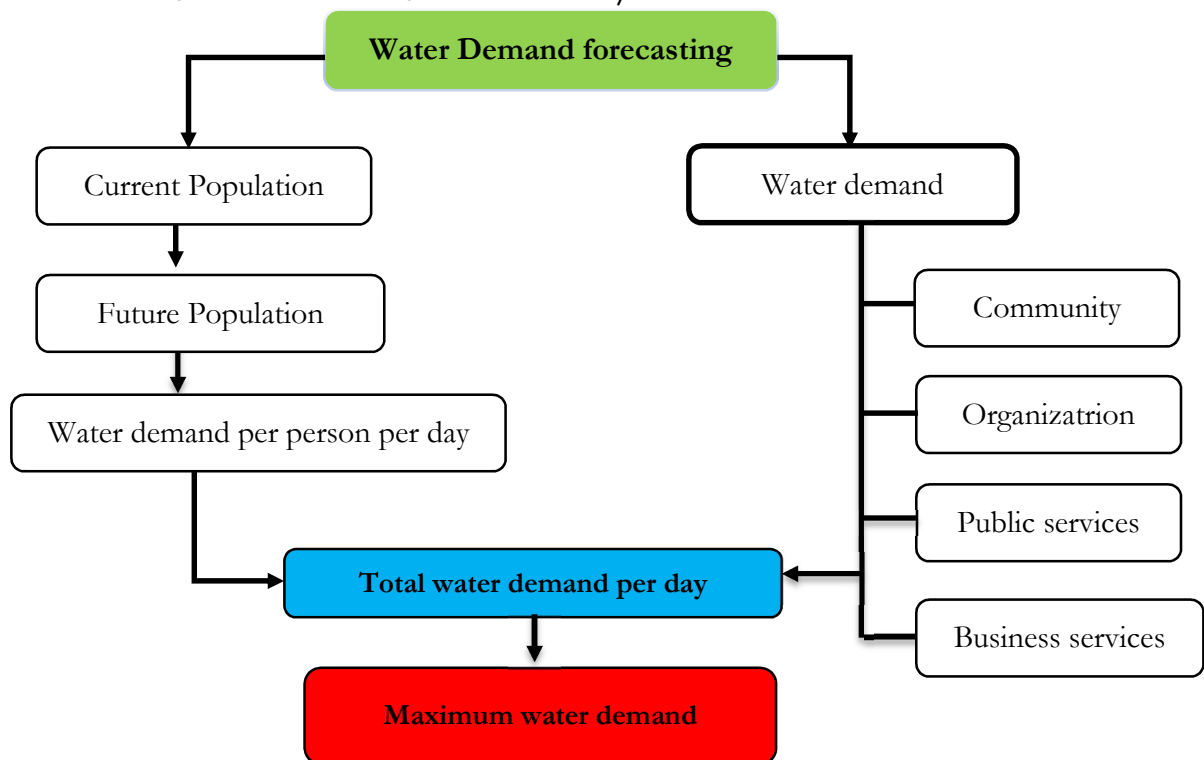 Water Demand forecasting
Current Population
Water demand
Future Population
Community
Water demand per person per day
Organizatrion
Public services
Total water demand per day
Business services
Maximum water demand